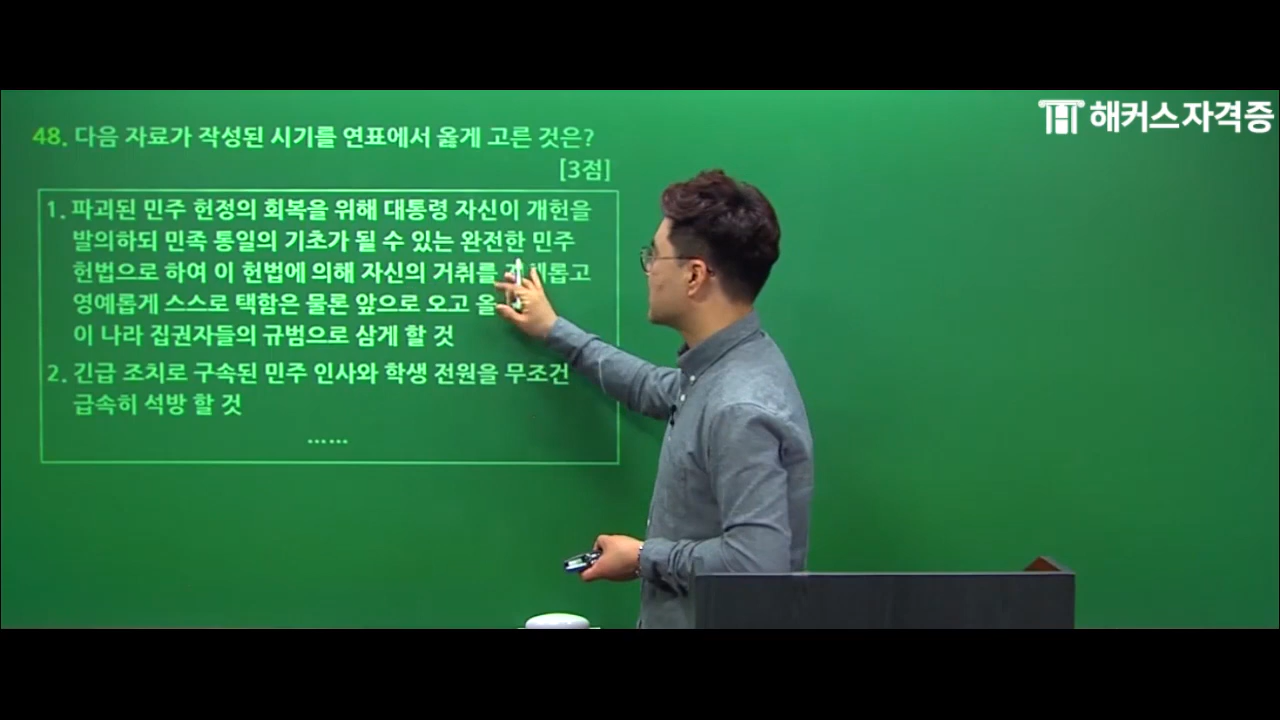 해커스자격증
48. 다음 자료가 작성된 시기를 연표에서 옳게 고른 것은?
[3점]
1. 파괴된 민주 헌정의 회복을 위해 대통령 자신이 개헌을
발의하되 민족 통일의 기초가 될 수 있는 완전한 민주
헌법으로 하여 이 헌법에 의해 자신의 거취를
영예롭게 스스로 택함은 물론 앞으로 오고 올
이 나라 집권자들의 규범으로 삼게 할 것
2. 긴급 조치로 구속된 민주 인사와 학생 전원을 무조건
급속히 석방 할 것
……